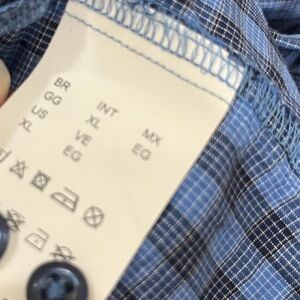 BR INT MX
GG XL EG
US VE
XL EG